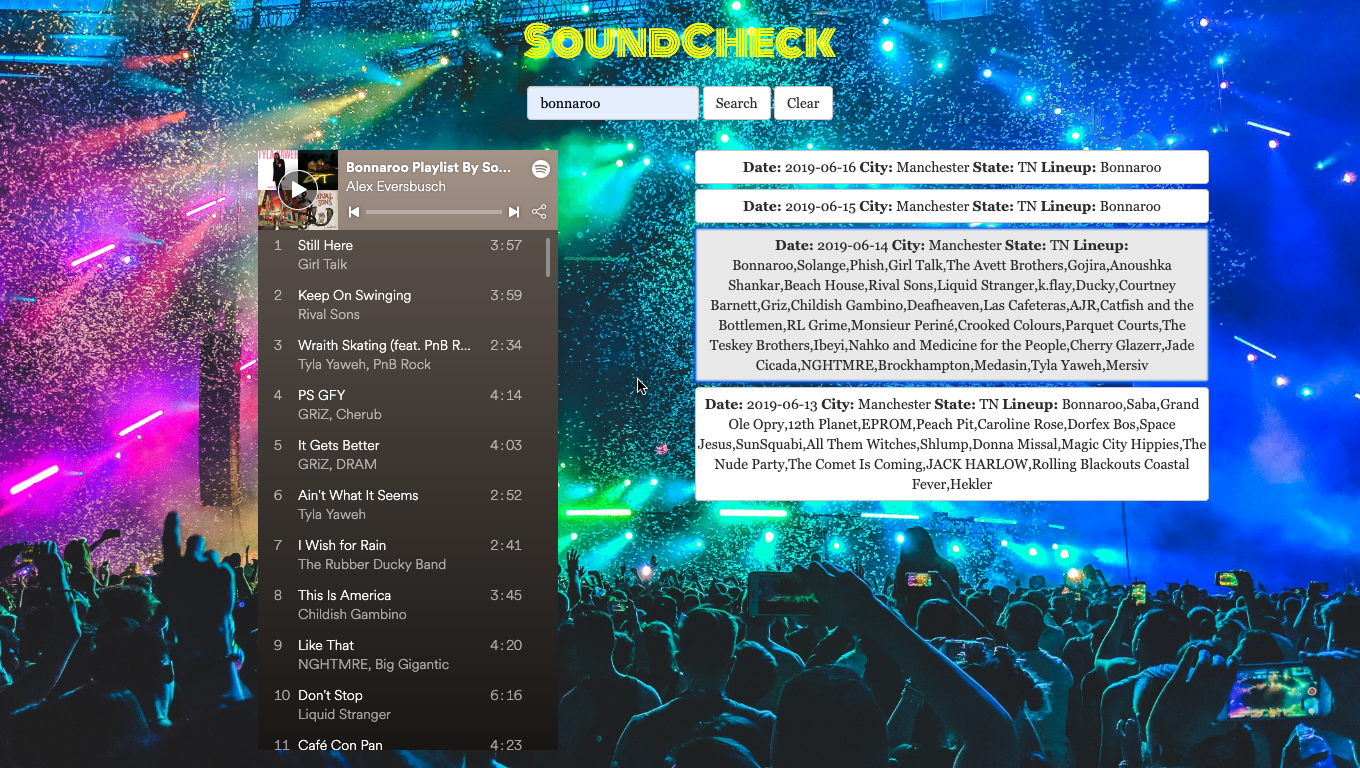 SoundCheck
bonnaroo
Search
Clear
Bonnaroo Playlist By So...
Alex Eversbusch
1 Still Here 3:57
Girl Talk
2 Keep On Swinging 3:59
Rival Sons
3 Wraith Skating (feat. PnB R... 2:34
Tyla Yaweh, PnB Rock
4 PS GFY 4:14
GRiZ, Cherub
5 It Gets Better 4:03
GRiZ, DRAM
6 Ain't What It Seems 2:52
Tyla Yaweh
7 I Wish for Rain 2:41
The Rubber Ducky Band
8 This Is America 3:45
Childish Gambino
9 Like That 4:20
NGHTMRE, Big Gigantic
10 Don't Stop 6:16
Liquid Stranger
11 Café Con Pan 4:23
Date: 2019-06-16 City: Manchester State: TN Lineup: Bonnaroo
Date: 2019-06-15 City: Manchester State: TN Lineup: Bonnaroo
Date: 2019-06-14 City: Manchester State: TN Lineup:
Bonnaroo,Solange,Phish,Girl Talk,The Avett Brothers,Gojira,Anoushka
Shankar,Beach House,Rival Sons,Liquid Stranger,k.flay,Ducky,Courtney
Barnett,Griz,Childish Gambino,Deafheaven,Las Cafeteras,AJR,Catfish and the
Bottlemen,RL Grime,Monsieur Periné,Crooked Colours,Parquet Courts,The
Teskey Brothers,Ibeyi,Nahko and Medicine for the People,Cherry Glazerr,Jade
Cicada,NGHTMRE,Brockhampton,Medasin,Tyla Yaweh,Mersiv
Date: 2019-06-13 City: Manchester State: TN Lineup: Bonnaroo,Saba,Grand
Ole Opry,12th Planet,EPROM,Peach Pit,Caroline Rose,Dorfex Bos,Space
Jesus,SunSquabi,All Them Witches,Shlump,Donna Missal,Magic City Hippies,The
Nude Party,The Comet Is Coming,JACK HARLOW,Rolling Blackouts Coastal
Fever,Hekler